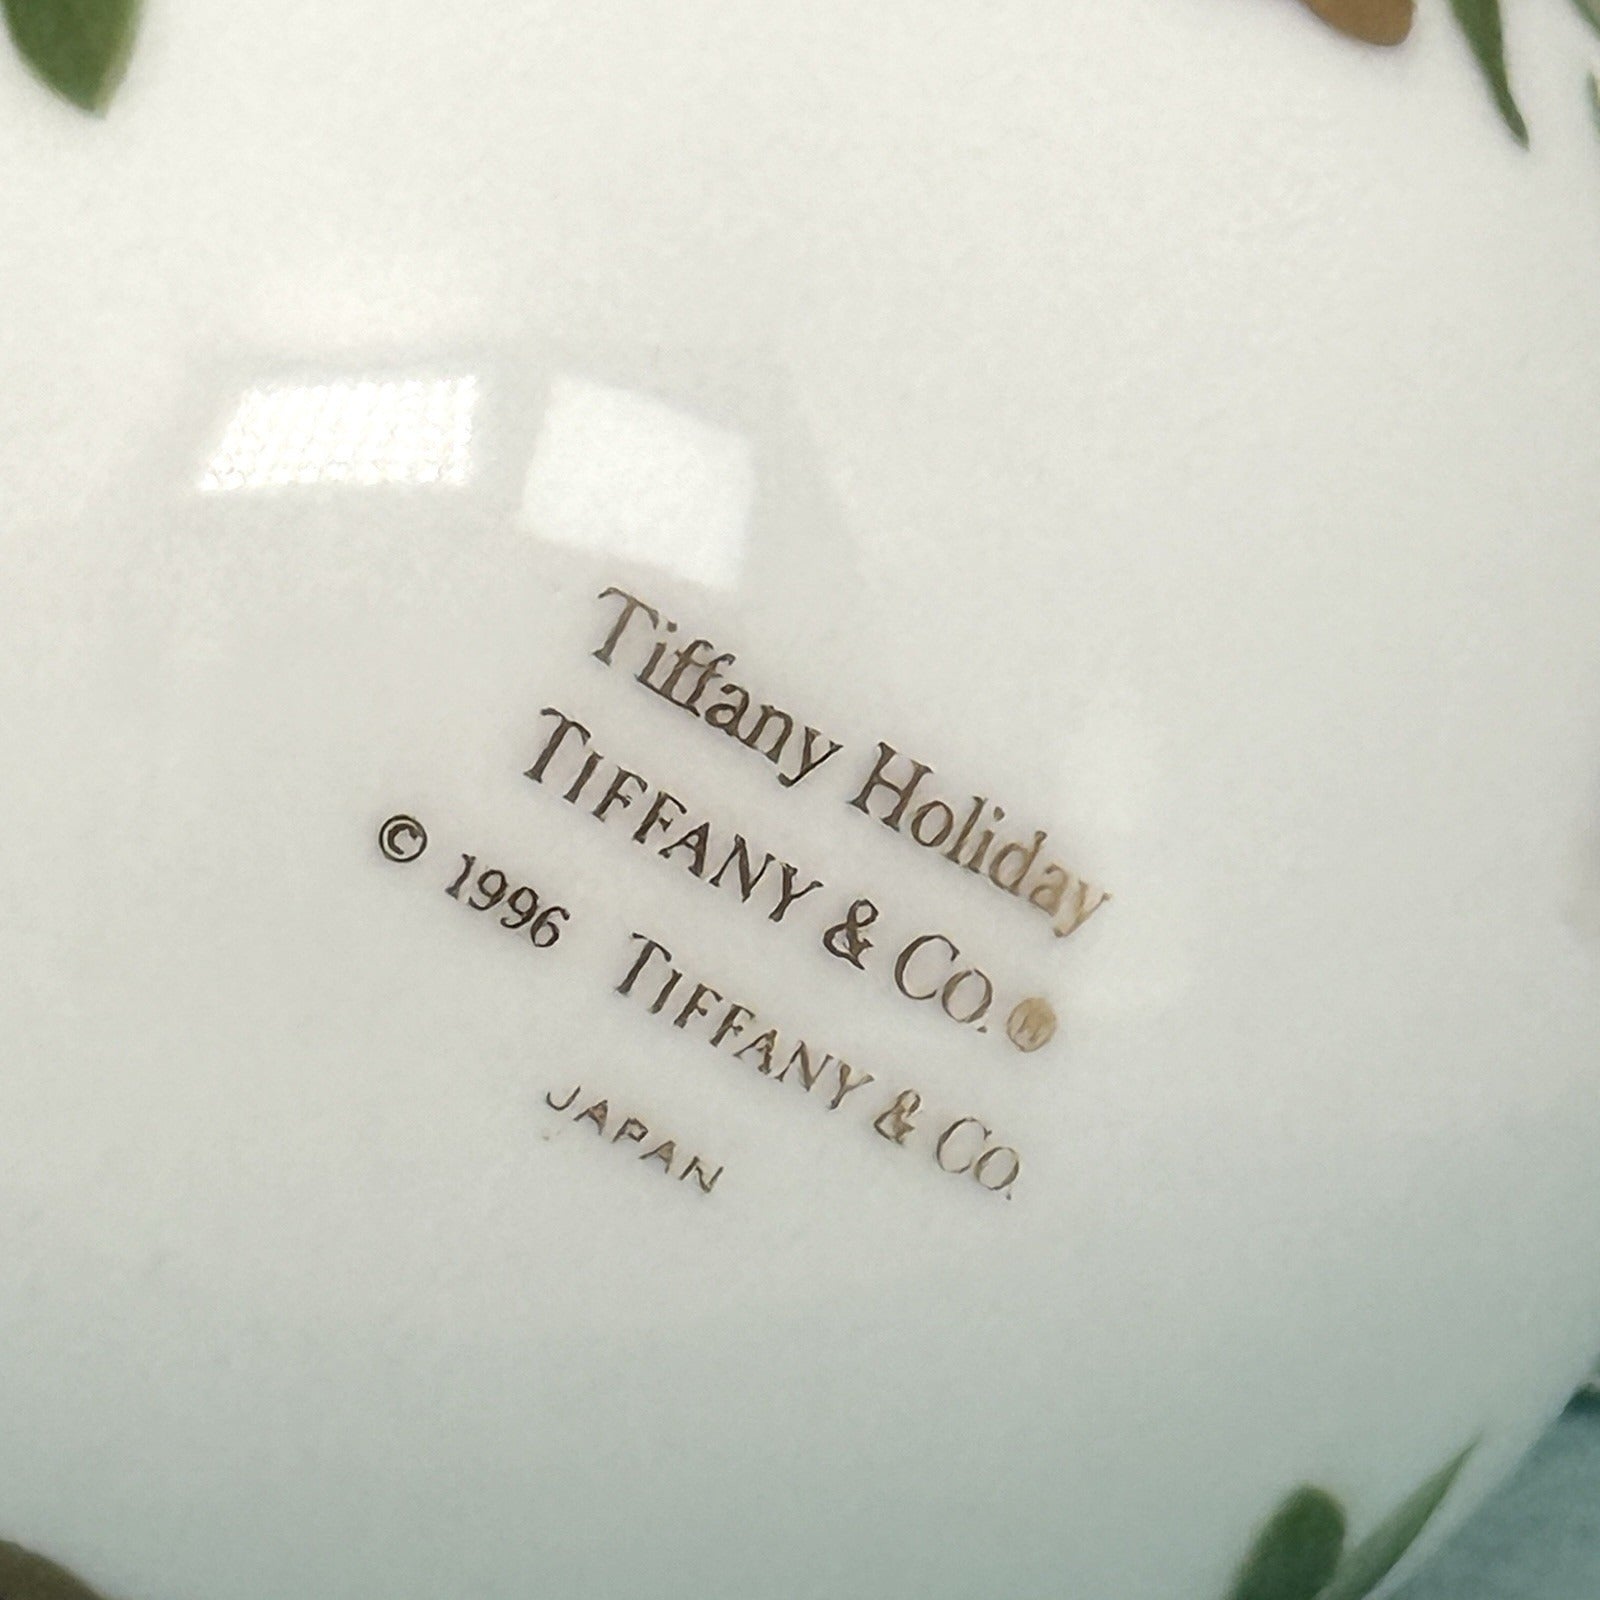 Tiffany Holiday
TIFFANY & CO.®
© 1996 TIFFANY & CO.
JAPAN